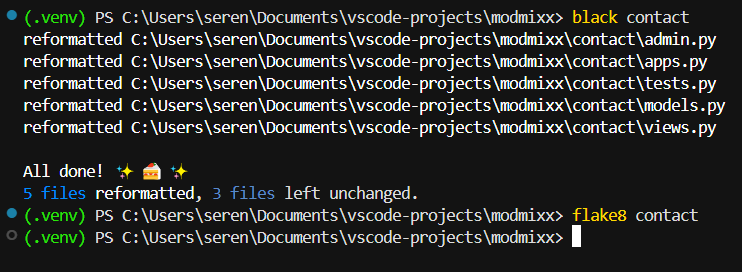 (.venv) PS C:\Users\seren\Documents\vscode-projects\modmixx> black contact
reformatted C:\Users\seren\Documents\vscode-projects\modmixx\contact\admin.py
reformatted C:\Users\seren\Documents\vscode-projects\modmixx\contact\apps.py
reformatted C:\Users\seren\Documents\vscode-projects\modmixx\contact\tests.py
reformatted C:\Users\seren\Documents\vscode-projects\modmixx\contact\models.py
reformatted C:\Users\seren\Documents\vscode-projects\modmixx\contact\views.py
All done! ✨ 🍰 ✨
5 files reformatted, 3 files left unchanged.
(.venv) PS C:\Users\seren\Documents\vscode-projects\modmixx> flake8 contact
(.venv) PS C:\Users\seren\Documents\vscode-projects\modmixx>